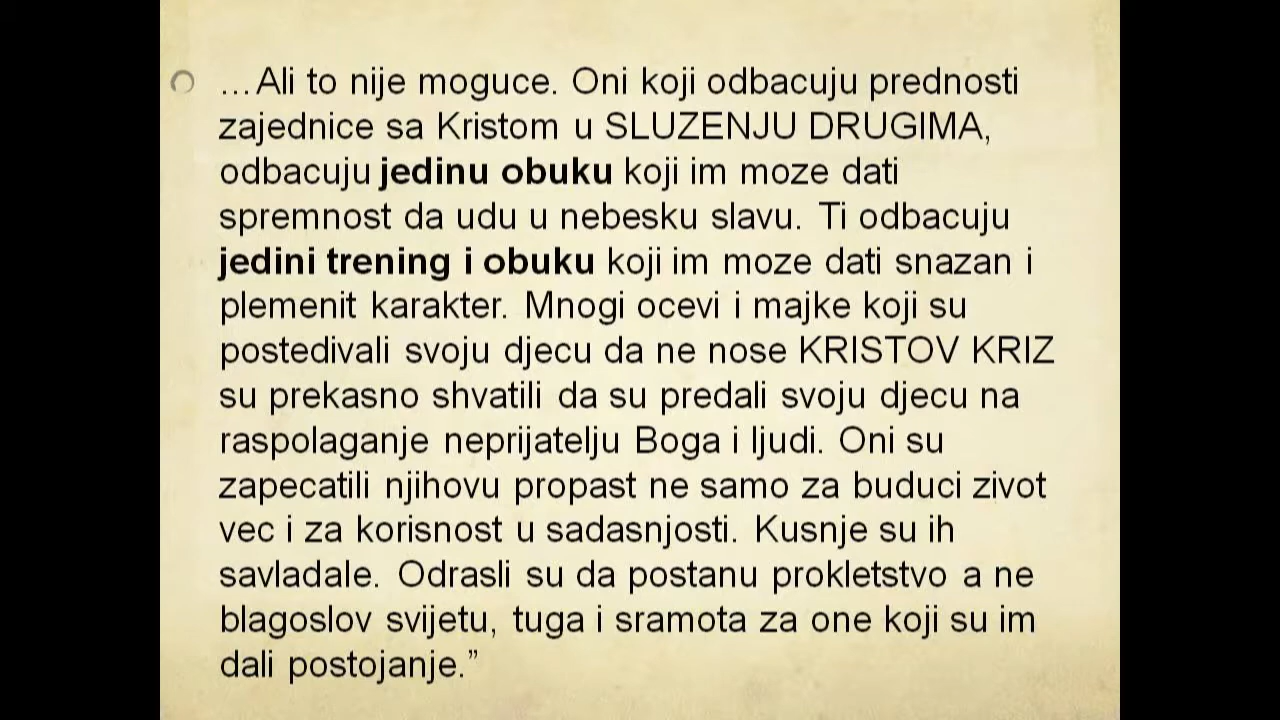 …Ali to nije moguce. Oni koji odbacuju prednosti
zajednice sa Kristom u SLUZENJU DRUGIMA,
odbacuju jedinu obuku koji im moze dati
spremnost da udu u nebesku slavu. Ti odbacuju
jedini trening i obuku koji im moze dati snazan i
plemenit karakter. Mnogi ocevi i majke koji su
postedivali svoju djecu da ne nose KRISTOV KRIZ
su prekasno shvatili da su predali svoju djecu na
raspolaganje neprijatelju Boga i ljudi. Oni su
zapecatili njihovu propast ne samo za buduci zivot
vec i za korisnost u sadasnjosti. Kusnje su ih
savladale. Odrasli su da postanu prokletstvo a ne
blagoslov svijetu, tuga i sramota za one koji su im
dali postojanje.”